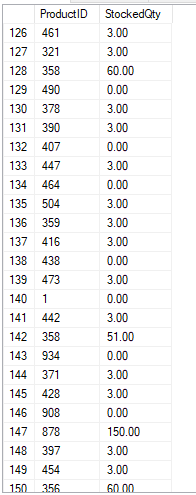 ProductID StockedQty
126 461 3.00
127 321 3.00
128 358 60.00
129 490 0.00
130 378 3.00
131 390 3.00
132 407 0.00
133 447 3.00
134 464 0.00
135 504 3.00
136 359 3.00
137 416 3.00
138 438 0.00
139 473 3.00
140 1 0.00
141 442 3.00
142 358 51.00
143 934 0.00
144 371 3.00
145 428 3.00
146 908 0.00
147 878 150.00
148 397 3.00
149 454 3.00
150 356 60.00